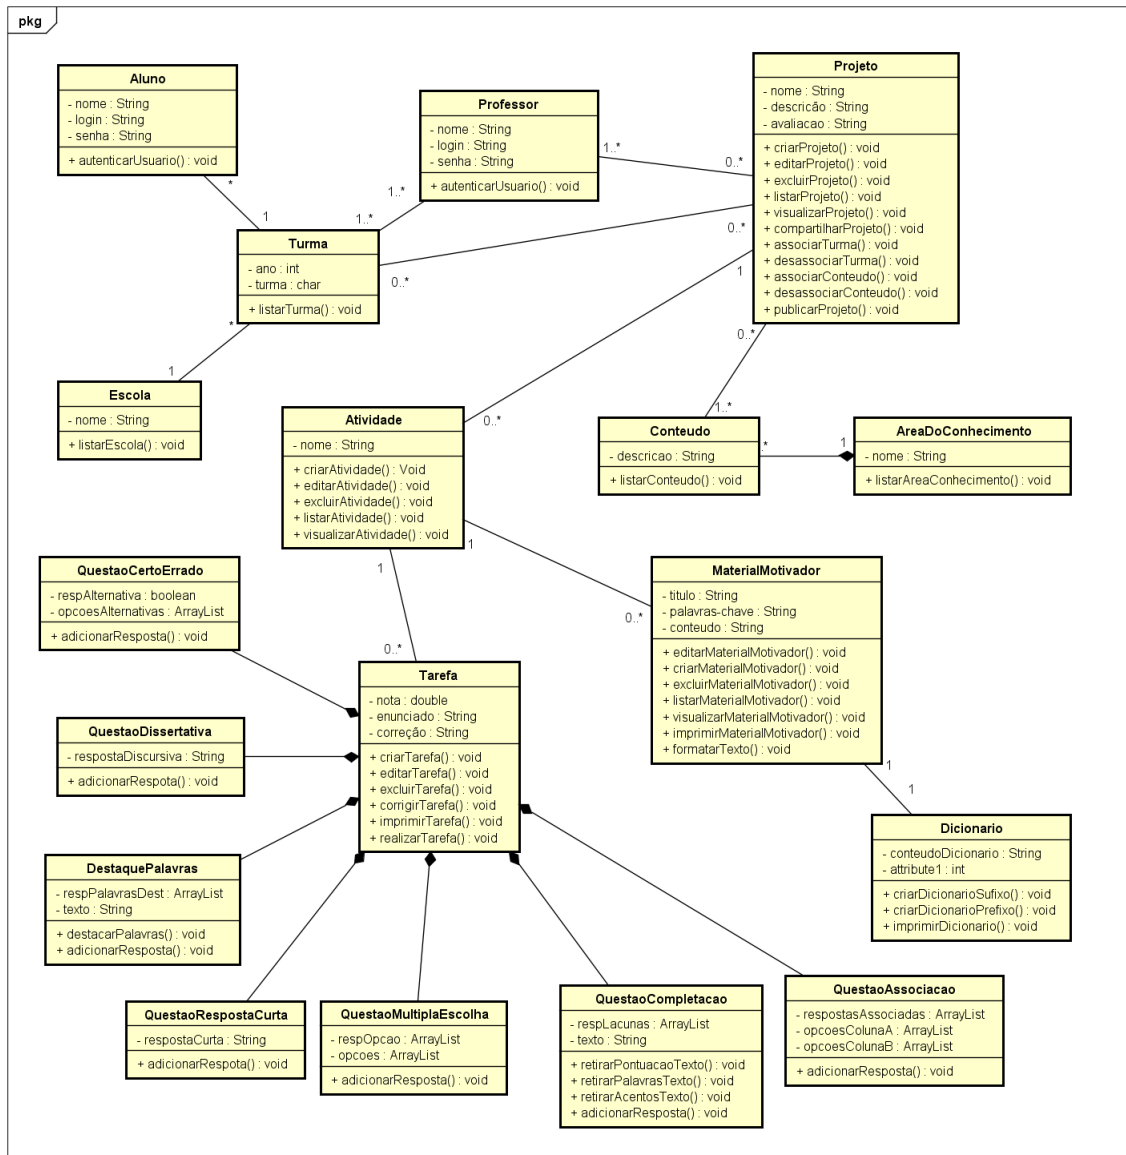 pkg
Aluno
- nome : String
- login : String
- senha : String
+ autenticarUsuario() : void
Professor
- nome : String
- login : String
- senha : String
+ autenticarUsuario() : void
Projeto
- nome : String
- descricão : String
- avaliacao : String
+ criarProjeto() : void
+ editarProjeto() : void
+ excluirProjeto() : void
+ listarProjeto() : void
+ visualizarProjeto() : void
+ compartilharProjeto() : void
+ associarTurma() : void
+ desassociarTurma() : void
+ associarConteudo() : void
+ desassociarConteudo() : void
+ publicarProjeto() : void
1..*
0..*
*
1
1..*
1..*
0..*
0..*
1
Turma
- ano : int
- turma : char
+ listarTurma() : void
*
1
0..*
1..*
Escola
- nome : String
+ listarEscola() : void
Atividade
- nome : String
+ criarAtividade() : Void
+ editarAtividade() : void
+ excluirAtividade() : void
+ listarAtividade() : void
+ visualizarAtividade() : void
0..*
Conteudo
- descricao : String
+ listarConteudo() : void
.*
1
AreaDoConhecimento
- nome : String
+ listarAreaConhecimento() : void
1
1
0..*
0..*
QuestaoCertoErrado
- respAlternativa : boolean
- opcoesAlternativas : ArrayList
+ adicionarResposta() : void
MaterialMotivador
- titulo : String
- palavras-chave : String
- conteudo : String
+ editarMaterialMotivador() : void
+ criarMaterialMotivador() : void
+ excluirMaterialMotivador() : void
+ listarMaterialMotivador() : void
+ visualizarMaterialMotivador() : void
+ imprimirMaterialMotivador() : void
+ formatarTexto() : void
1
1
Tarefa
- nota : double
- enunciado : String
- correção : String
+ criarTarefa() : void
+ editarTarefa() : void
+ excluirTarefa() : void
+ corrigirTarefa() : void
+ imprimirTarefa() : void
+ realizarTarefa() : void
QuestaoDissertativa
- respostaDiscursiva : String
+ adicionarRespota() : void
Dicionario
- conteudoDicionario : String
- attribute1 : int
+ criarDicionarioSufixo() : void
+ criarDicionarioPrefixo() : void
+ imprimirDicionario() : void
DestaquePalavras
- respPalavrasDest : ArrayList
- texto : String
+ destacarPalavras() : void
+ adicionarResposta() : void
QuestaoRespostaCurta
- respostaCurta : String
+ adicionarRespota() : void
QuestaoMultiplaEscolha
- respOpcao : ArrayList
- opcoes : ArrayList
+ adicionarResposta() : void
QuestaoCompletacao
- respLacunas : ArrayList
- texto : String
+ retirarPontuacaoTexto() : void
+ retirarPalavrasTexto() : void
+ retirarAcentosTexto() : void
+ adicionarResposta() : void
QuestaoAssociacao
- respostasAssociadas : ArrayList
- opcoesColunaA : ArrayList
- opcoesColunaB : ArrayList
+ adicionarResposta() : void